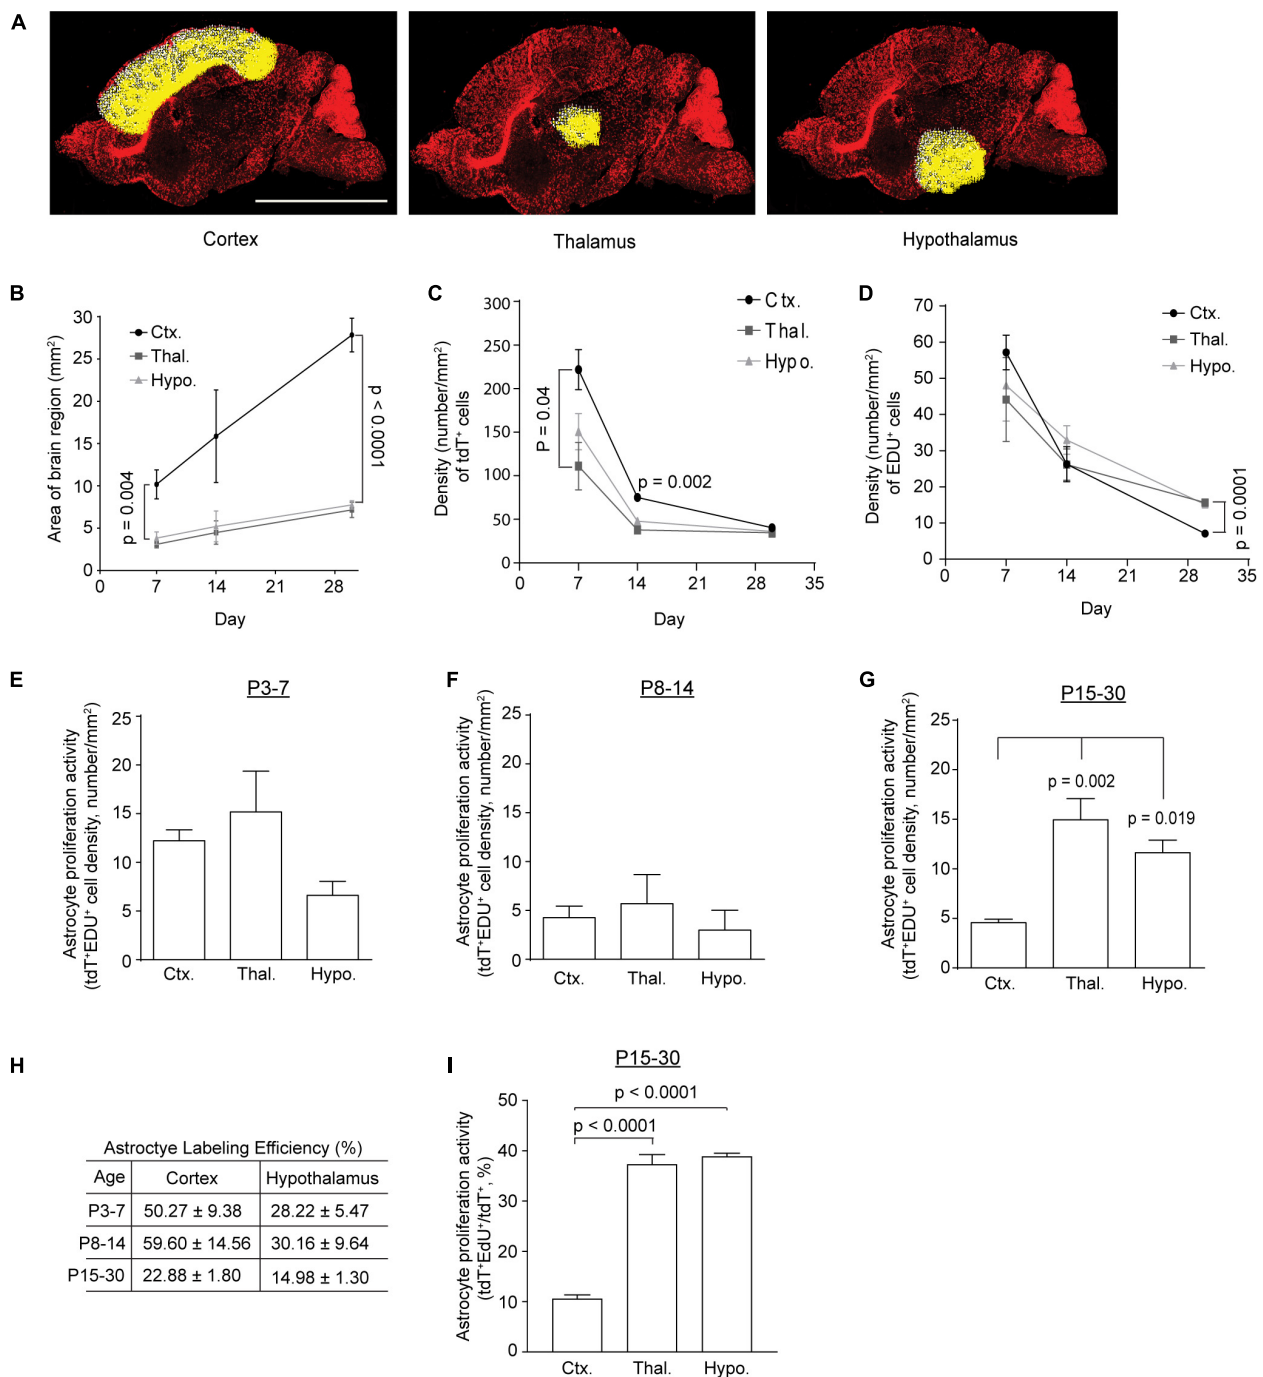 A
Cortex
Thalamus
Hypothalamus
B
Area of brain region (mm²)
30
25
20
15
10
5
0
Ctx.
Thal.
Hypo.
p = 0.004
p < 0.0001
0 7 14 21 28
Day
C
Density (number/mm²)
of tdT⁺ cells
300
250
200
150
100
50
0
Ctx.
Thal.
Hypo.
P = 0.04
p = 0.002
0 7 14 21 28 35
Day
D
Density (number/mm²)
of EDU⁺ cells
70
60
50
40
30
20
10
0
Ctx.
Thal.
Hypo.
p = 0.0001
0 7 14 21 28 35
Day
E
P3-7
Astrocyte proliferation activity
(tdT⁺EDU⁺ cell density, number/mm²)
25
20
15
10
5
0
Ctx. Thal. Hypo.
F
P8-14
Astrocyte proliferation activity
(tdT⁺EDU⁺ cell density, number/mm²)
25
20
15
10
5
0
Ctx. Thal. Hypo.
G
P15-30
Astrocyte proliferation activity
(tdT⁺EDU⁺ cell density, number/mm²)
25
20
15
10
5
0
p = 0.002
p = 0.019
Ctx. Thal. Hypo.
H
Astroctye Labeling Efficiency (%)
Age Cortex Hypothalamus
P3-7 50.27 ± 9.38 28.22 ± 5.47
P8-14 59.60 ± 14.56 30.16 ± 9.64
P15-30 22.88 ± 1.80 14.98 ± 1.30
I
P15-30
Astrocyte proliferation activity
(tdT⁺EdU⁺/tdT⁺, %)
50
40
30
20
10
0
p < 0.0001
p < 0.0001
Ctx. Thal. Hypo.